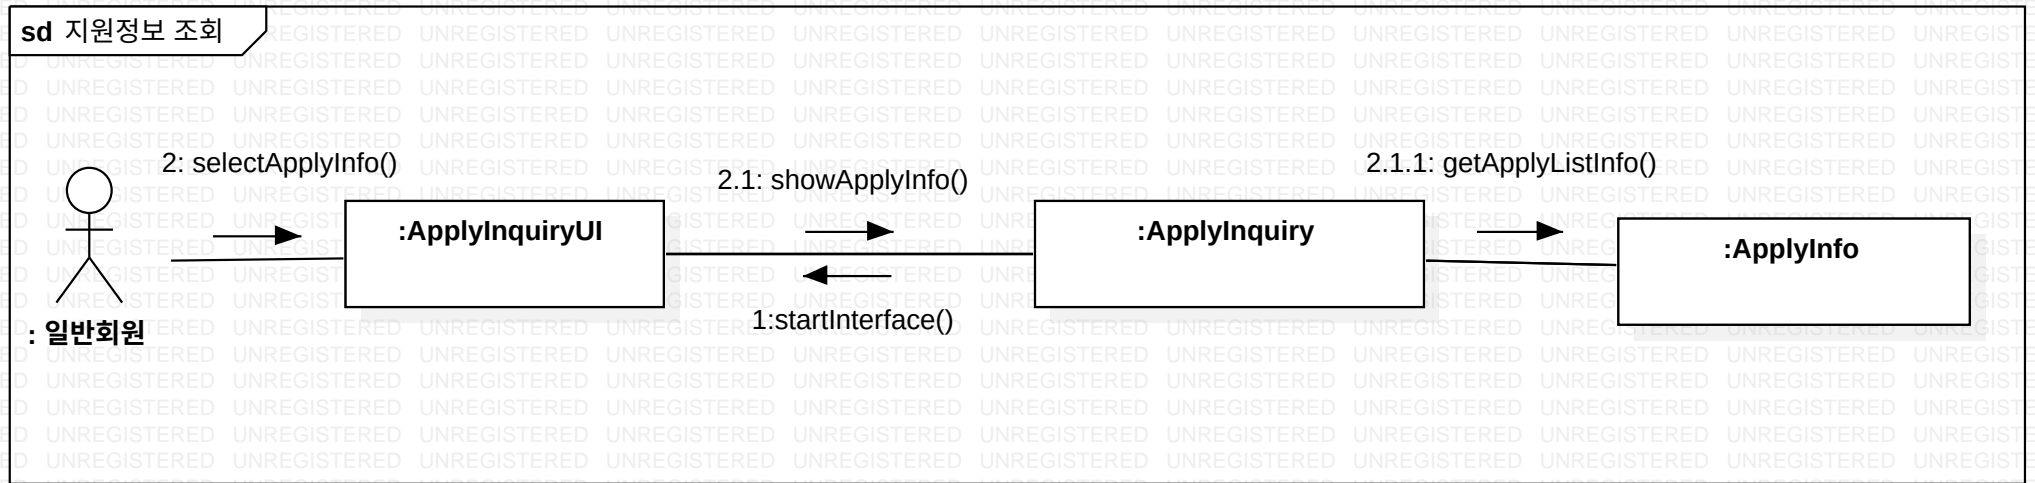 sd 지원정보 조회
2: selectApplyInfo()
2.1: showApplyInfo()
2.1.1: getApplyListInfo()
:ApplyInquiryUI
:ApplyInquiry
:ApplyInfo
1:startInterface()
: 일반회원
UNREGISTERED